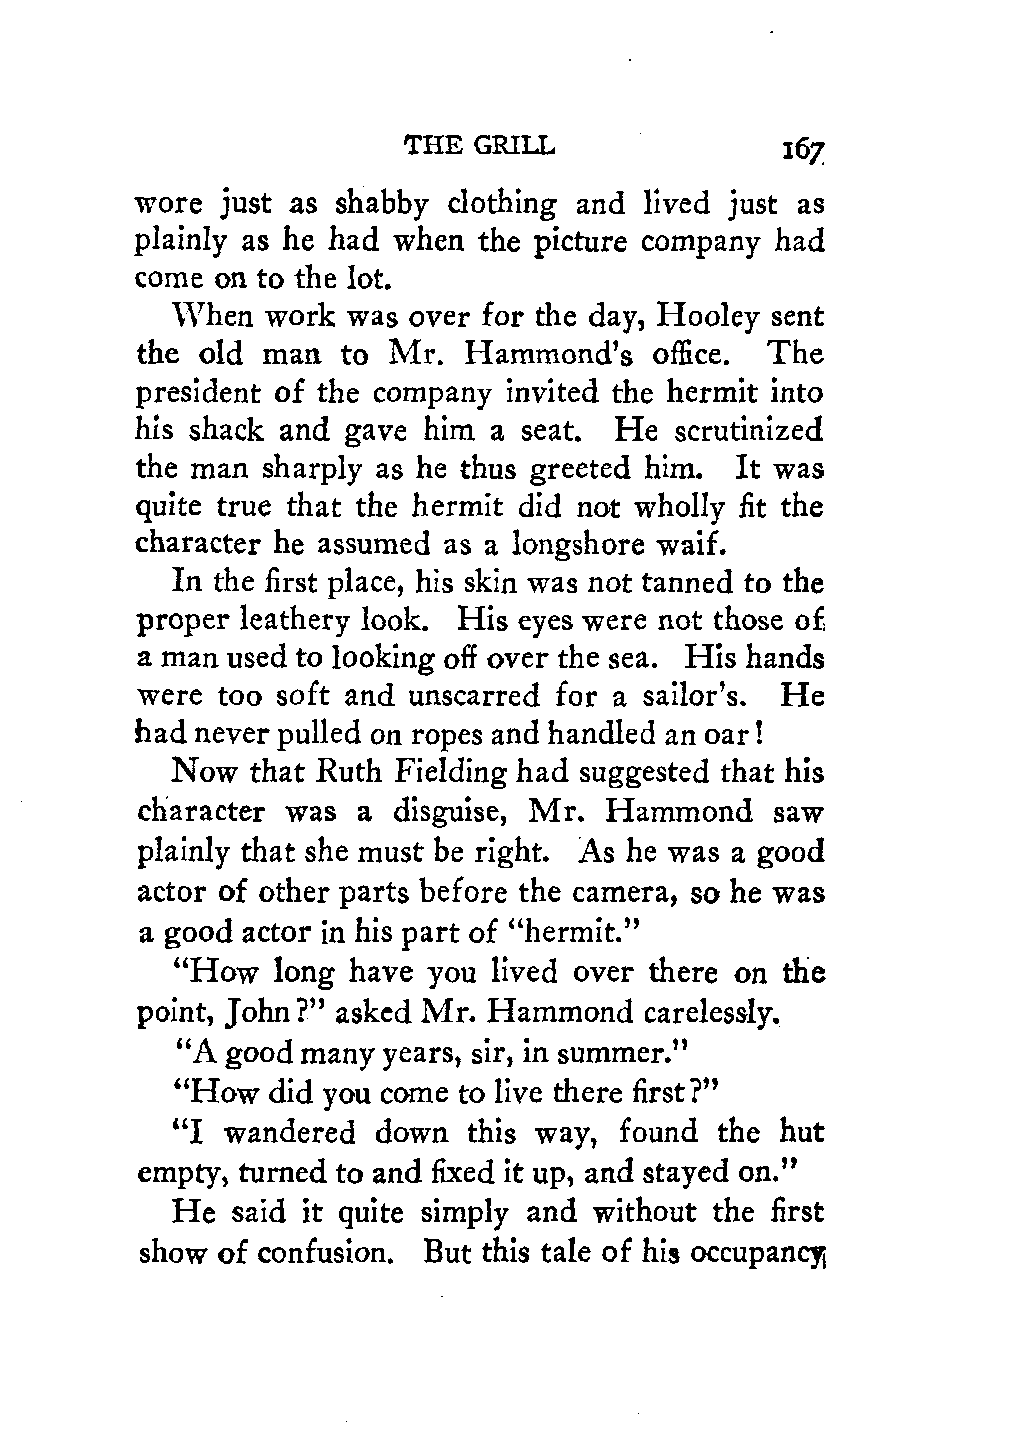 THE GRILL 167
wore just as shabby clothing and lived just as
plainly as he had when the picture company had
come on to the lot.
When work was over for the day, Hooley sent
the old man to Mr. Hammond's office. The
president of the company invited the hermit into
his shack and gave him a seat. He scrutinized
the man sharply as he thus greeted him. It was
quite true that the hermit did not wholly fit the
character he assumed as a longshore waif.
In the first place, his skin was not tanned to the
proper leathery look. His eyes were not those of
a man used to looking off over the sea. His hands
were too soft and unscarred for a sailor's. He
had never pulled on ropes and handled an oar!
Now that Ruth Fielding had suggested that his
character was a disguise, Mr. Hammond saw
plainly that she must be right. As he was a good
actor of other parts before the camera, so he was
a good actor in his part of "hermit."
"How long have you lived over there on the
point, John?" asked Mr. Hammond carelessly.
"A good many years, sir, in summer."
"How did you come to live there first?"
"I wandered down this way, found the hut
empty, turned to and fixed it up, and stayed on."
He said it quite simply and without the first
show of confusion. But this tale of his occupancy